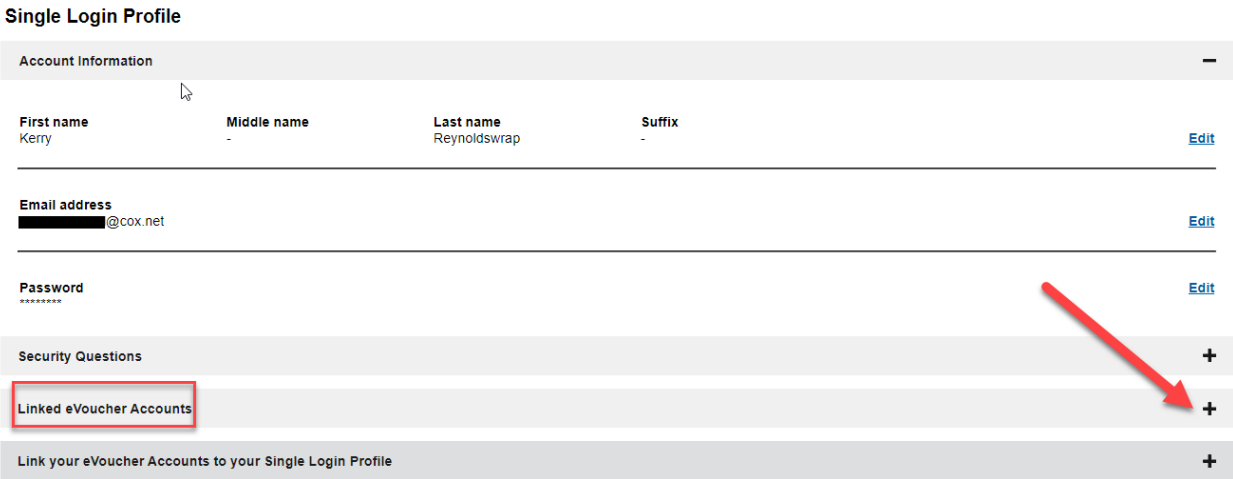 Single Login Profile
Account Information
First name Middle name Last name Suffix
Kerry - Reynoldswrap -
Edit
Email address
@cox.net
Edit
Password
********
Edit
Security Questions
Linked eVoucher Accounts
Link your eVoucher Accounts to your Single Login Profile